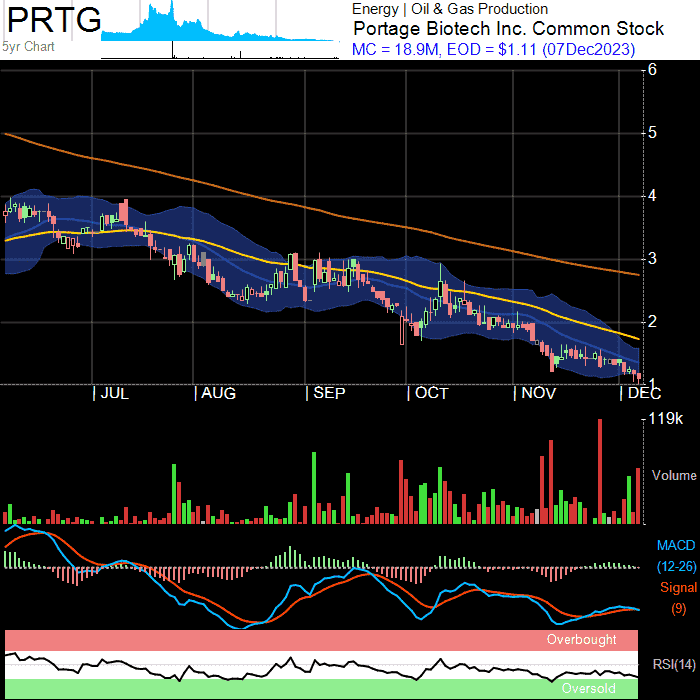 PRTG
5yr Chart
Energy | Oil & Gas Production
Portage Biotech Inc. Common Stock
MC = 18.9M, EOD = $1.11 (07Dec2023)
6
5
4
3
2
1
| JUL | AUG | SEP | OCT | NOV | DEC
119k
Volume
MACD
(12-26)
Signal
(9)
Overbought
RSI(14)
Oversold